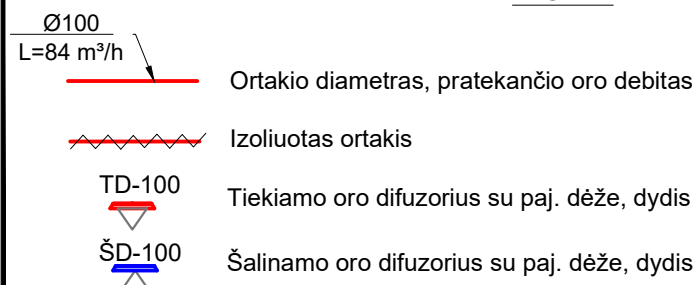 Ø100
L=84 m³/h
Ortakio diametras, pratekančio oro debitas
Izoliuotas ortakis
TD-100
Tiekiamo oro difuzorius su paj. dėže, dydis
ŠD-100
Šalinamo oro difuzorius su paj. dėže, dydis